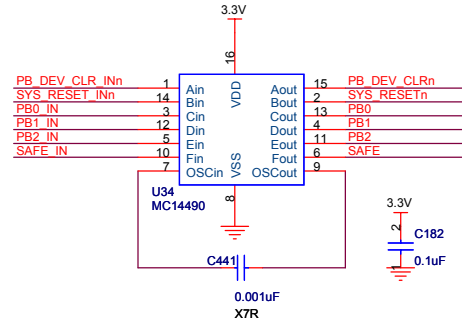 3.3V
16
PB_DEV_CLR_INn 1 Ain VDD Aout 15 PB_DEV_CLRn
SYS_RESET_INn 14 Bin Bout 2 SYS_RESETn
PB0_IN 3 Cin Cout 13 PB0
PB1_IN 12 Din Dout 4 PB1
PB2_IN 5 Ein Eout 11 PB2
SAFE_IN 10 Fin VSS Fout 6 SAFE
7 OSCin OSCout 9
U34
MC14490
8
3.3V
2
C182
0.1uF
1
C441
0.001uF
X7R